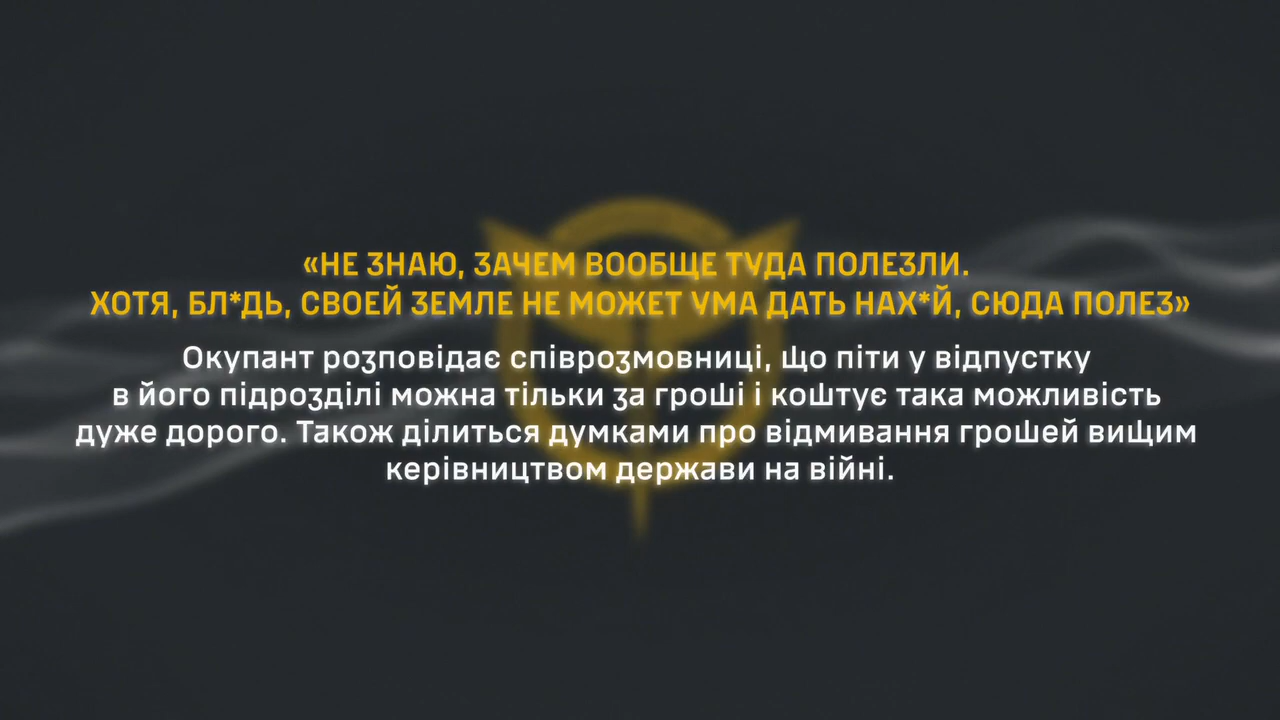 «НЕ ЗНАЮ, ЗАЧЕМ ВООБЩЕ ТУДА ПОЛЕЗЛИ.
ХОТЯ, БЛ*ДЬ, СВОЕЙ ЗЕМЛЕ НЕ МОЖЕТ УМА ДАТЬ НАХ*Й, СЮДА ПОЛЕЗ»
Окупант розповідає співрозмовниці, що піти у відпустку
в його підрозділі можна тільки за гроші і коштує така можливість
дуже дорого. Також ділиться думками про відмивання грошей вищим
керівництвом держави на війні.